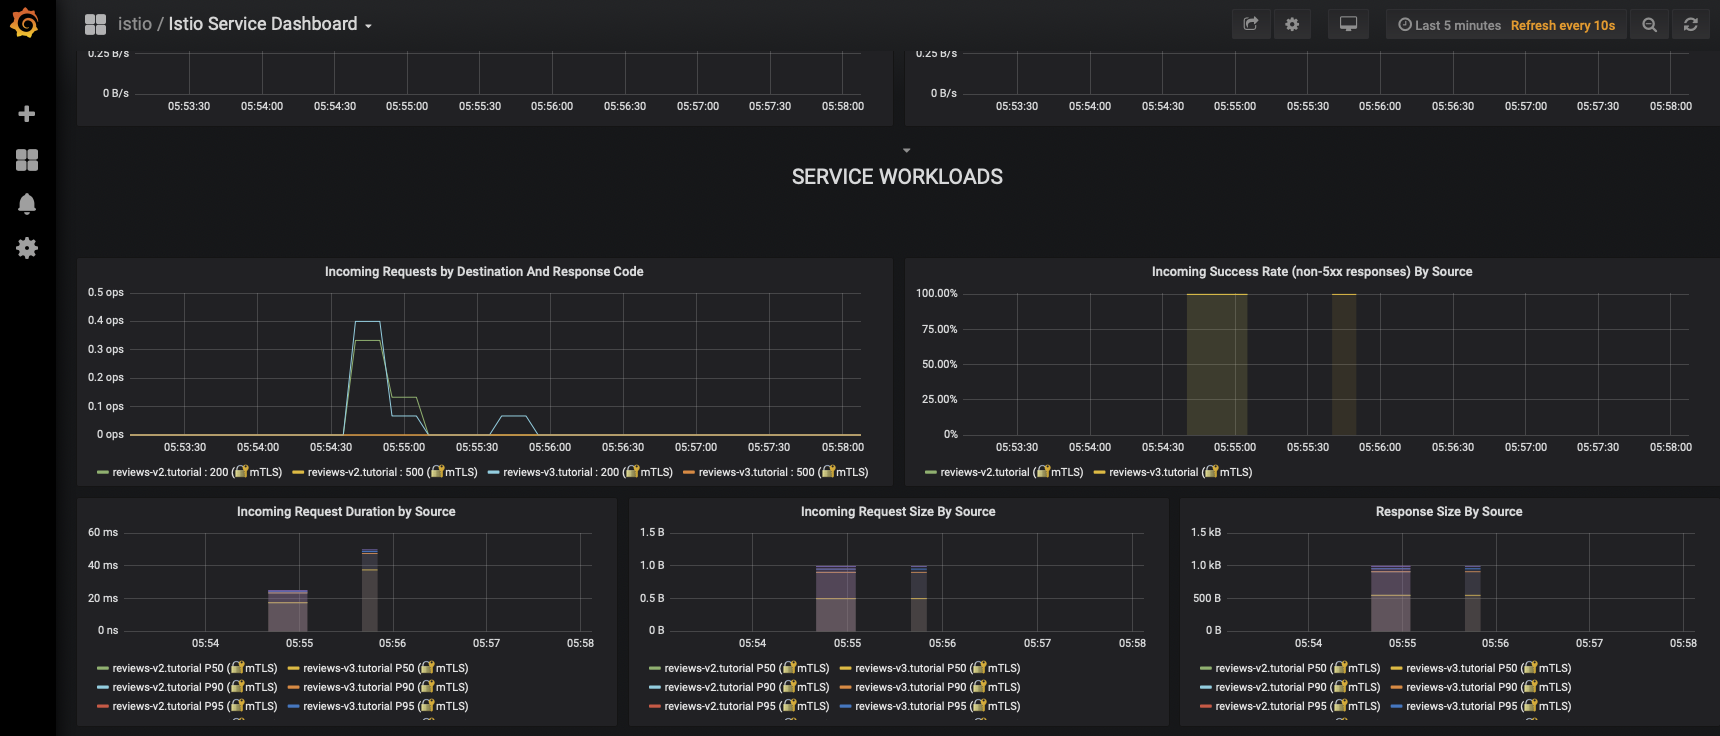 istio / Istio Service Dashboard
Last 5 minutes Refresh every 10s
0.25 B/s
0 B/s
05:53:30 05:54:00 05:54:30 05:55:00 05:55:30 05:56:00 05:56:30 05:57:00 05:57:30 05:58:00
0.25 B/s
0 B/s
05:53:30 05:54:00 05:54:30 05:55:00 05:55:30 05:56:00 05:56:30 05:57:00 05:57:30 05:58:00
SERVICE WORKLOADS
Incoming Requests by Destination And Response Code
0.5 ops
0.4 ops
0.3 ops
0.2 ops
0.1 ops
0 ops
05:53:30 05:54:00 05:54:30 05:55:00 05:55:30 05:56:00 05:56:30 05:57:00 05:57:30 05:58:00
reviews-v2.tutorial : 200 (🔐mTLS) reviews-v2.tutorial : 500 (🔐mTLS) reviews-v3.tutorial : 200 (🔐mTLS) reviews-v3.tutorial : 500 (🔐mTLS)
Incoming Success Rate (non-5xx responses) By Source
100.00%
75.00%
50.00%
25.00%
0%
05:53:30 05:54:00 05:54:30 05:55:00 05:55:30 05:56:00 05:56:30 05:57:00 05:57:30 05:58:00
reviews-v2.tutorial (🔐mTLS) reviews-v3.tutorial (🔐mTLS)
Incoming Request Duration by Source
60 ms
40 ms
20 ms
0 ns
05:54 05:55 05:56 05:57 05:58
reviews-v2.tutorial P50 (🔐mTLS) reviews-v3.tutorial P50 (🔐mTLS)
reviews-v2.tutorial P90 (🔐mTLS) reviews-v3.tutorial P90 (🔐mTLS)
reviews-v2.tutorial P95 (🔐mTLS) reviews-v3.tutorial P95 (🔐mTLS)
Incoming Request Size By Source
1.5 B
1.0 B
0.5 B
0 B
05:54 05:55 05:56 05:57 05:58
reviews-v2.tutorial P50 (🔐mTLS) reviews-v3.tutorial P50 (🔐mTLS)
reviews-v2.tutorial P90 (🔐mTLS) reviews-v3.tutorial P90 (🔐mTLS)
reviews-v2.tutorial P95 (🔐mTLS) reviews-v3.tutorial P95 (🔐mTLS)
Response Size By Source
1.5 kB
1.0 kB
500 B
0 B
05:54 05:55 05:56 05:57 05:58
reviews-v2.tutorial P50 (🔐mTLS) reviews-v3.tutorial P50 (🔐mTLS)
reviews-v2.tutorial P90 (🔐mTLS) reviews-v3.tutorial P90 (🔐mTLS)
reviews-v2.tutorial P95 (🔐mTLS) reviews-v3.tutorial P95 (🔐mTLS)